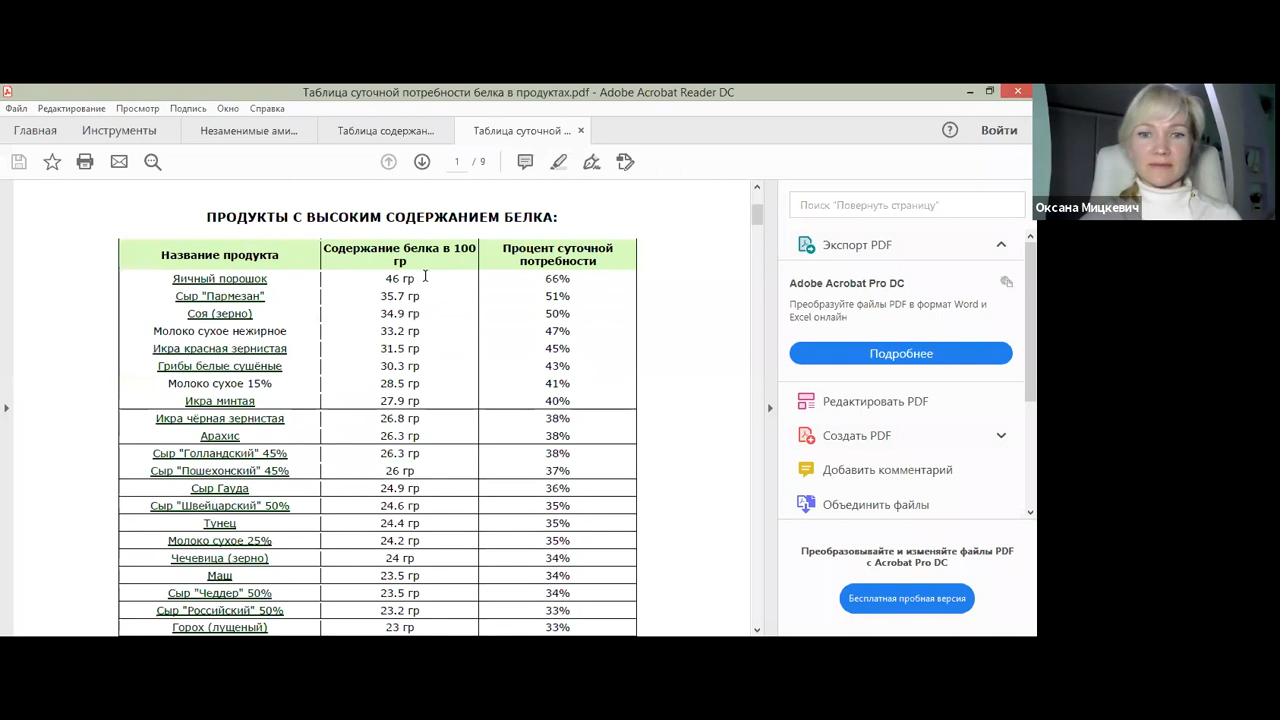 Таблица суточной потребности белка в продуктах.pdf - Adobe Acrobat Reader DC
Файл Редактирование Просмотр Подпись Окно Справка
Главная Инструменты Незаменимые ами... Таблица содержан... Таблица суточной ... × Войти
1 / 9
Оксана Мицкевич
ПРОДУКТЫ С ВЫСОКИМ СОДЕРЖАНИЕМ БЕЛКА:
Название продукта Содержание белка в 100 гр Процент суточной потребности
Яичный порошок 46 гр 66%
Сыр "Пармезан" 35.7 гр 51%
Соя (зерно) 34.9 гр 50%
Молоко сухое нежирное 33.2 гр 47%
Икра красная зернистая 31.5 гр 45%
Грибы белые сушёные 30.3 гр 43%
Молоко сухое 15% 28.5 гр 41%
Икра минтая 27.9 гр 40%
Икра чёрная зернистая 26.8 гр 38%
Арахис 26.3 гр 38%
Сыр "Голландский" 45% 26.3 гр 38%
Сыр "Пошехонский" 45% 26 гр 37%
Сыр Гауда 24.9 гр 36%
Сыр "Швейцарский" 50% 24.6 гр 35%
Тунец 24.4 гр 35%
Молоко сухое 25% 24.2 гр 35%
Чечевица (зерно) 24 гр 34%
Маш 23.5 гр 34%
Сыр "Чеддер" 50% 23.5 гр 34%
Сыр "Российский" 50% 23.2 гр 33%
Горох (лущеный) 23 гр 33%
Поиск "Повернуть страницу"
Экспорт PDF
Adobe Acrobat Pro DC
Преобразуйте файлы PDF в формат Word и
Excel онлайн
Подробнее
Редактировать PDF
Создать PDF
Добавить комментарий
Объединить файлы
Преобразовывайте и изменяйте файлы PDF
с Acrobat Pro DC
Бесплатная пробная версия